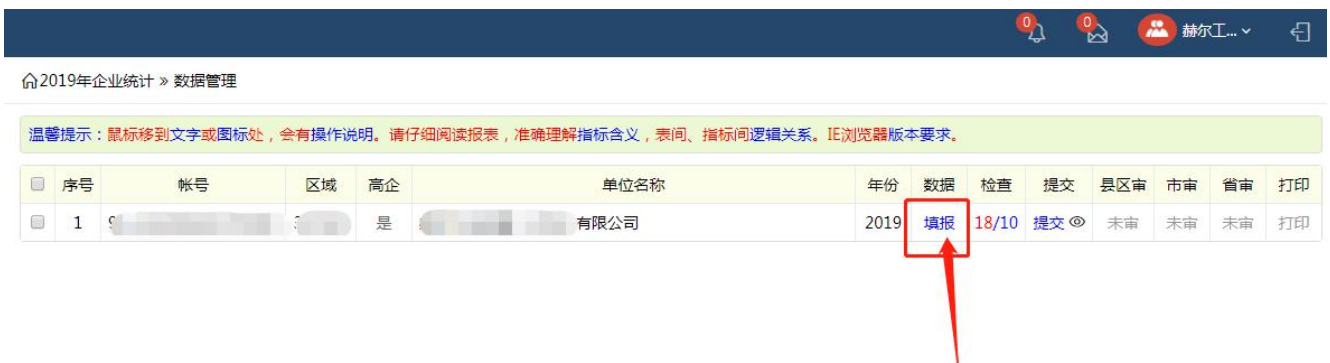 0 0 赫尔工...
2019年企业统计 » 数据管理
温馨提示：鼠标移到文字或图标处，会有操作说明。请仔细阅读报表，准确理解指标含义，表间、指标间逻辑关系。IE浏览器版本要求。
序号 帐号 区域 高企 单位名称 年份 数据 检查 提交 县区审 市审 省审 打印
1 9 是 有限公司 2019 填报 18/10 提交 未审 未审 未审 打印